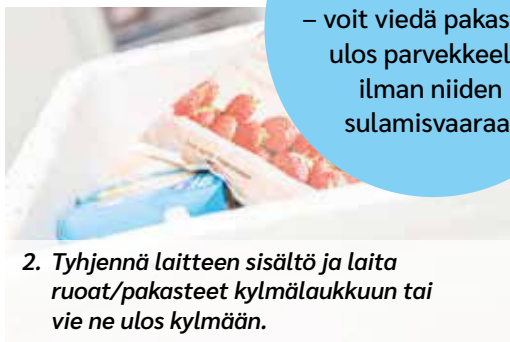 – voit viedä pakas
ulos parvekkeel
ilman niiden
sulamisvaaraa
2. Tyhjennä laitteen sisältö ja laita
ruoat/pakasteet kylmälaukkuun tai
vie ne ulos kylmään.